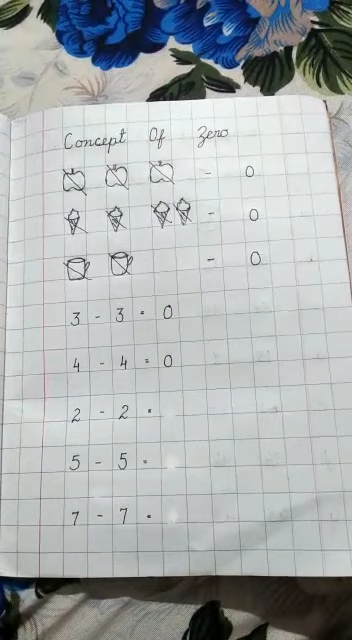 Concept Of Zero
- 0
- 0
- 0
3 - 3 = 0
4 - 4 = 0
2 - 2 =
5 - 5 =
7 - 7 =